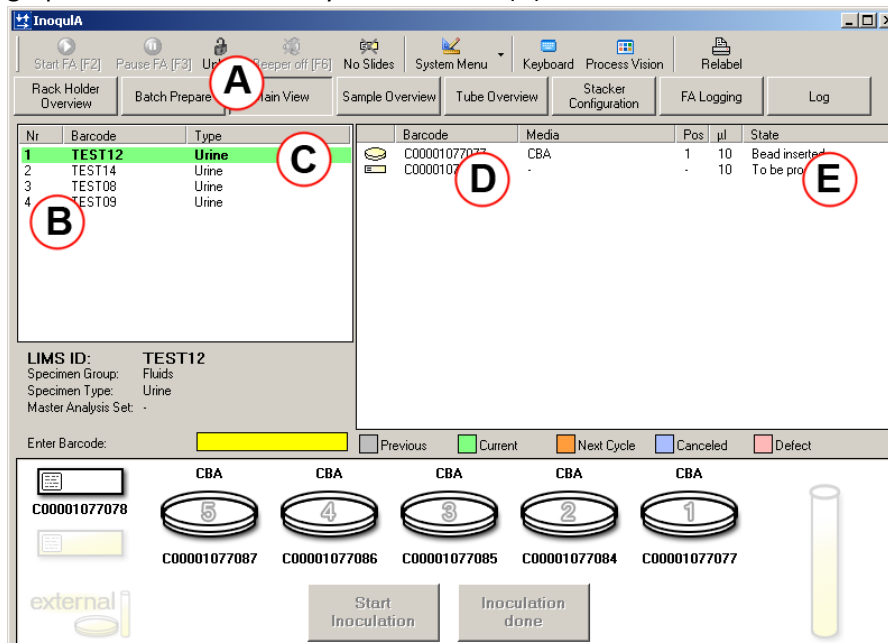 InoqulA
Start FA [F2] Pause FA [F3] Beeper off [F6] No Slides System Menu Keyboard Process Vision Relabel
Rack Holder Overview Batch Prepare Main View Sample Overview Tube Overview Stacker Configuration FA Logging Log
A
Nr Barcode Type
1 TEST12 Urine
2 TEST14 Urine
3 TEST08 Urine
4 TEST09 Urine
B
C
Barcode Media Pos µl State
C00001077077 CBA 1 10 Bead inserted
- - 10 To be
D
E
LIMS ID: TEST12
Specimen Group: Fluids
Specimen Type: Urine
Master Analysis Set: -
Enter Barcode:
Previous Current Next Cycle Canceled Defect
CBA CBA CBA CBA CBA
5 4 3 2 1
C00001077078
C00001077087 C00001077086 C00001077085 C00001077084 C00001077077
external
Start Inoculation
Inoculation done